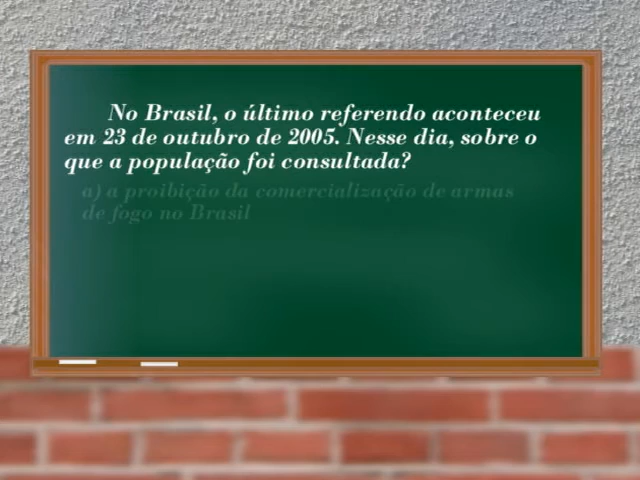 No Brasil, o último referendo aconteceu
em 23 de outubro de 2005. Nesse dia, sobre o
que a população foi consultada?
a) a proibição da comercialização de armas
de fogo no Brasil